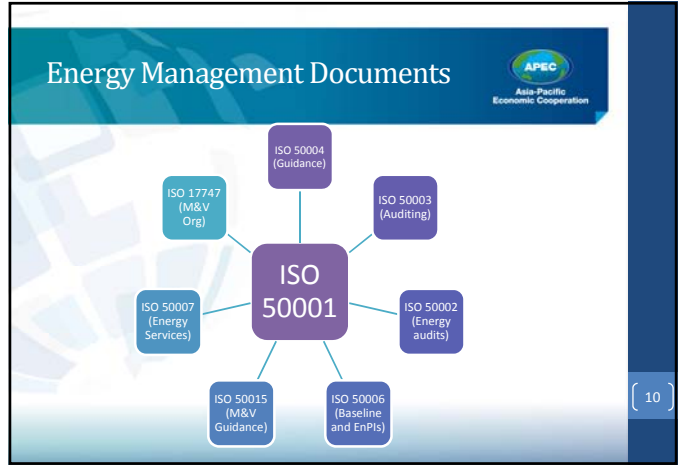 Energy Management Documents
APEC
Asia-Pacific
Economic Cooperation
ISO 50004
(Guidance)
ISO 17747
(M&V
Org)
ISO 50003
(Auditing)
ISO
50001
ISO 50007
(Energy
Services)
ISO 50002
(Energy
audits)
ISO 50015
(M&V
Guidance)
ISO 50006
(Baseline
and EnPIs)
10